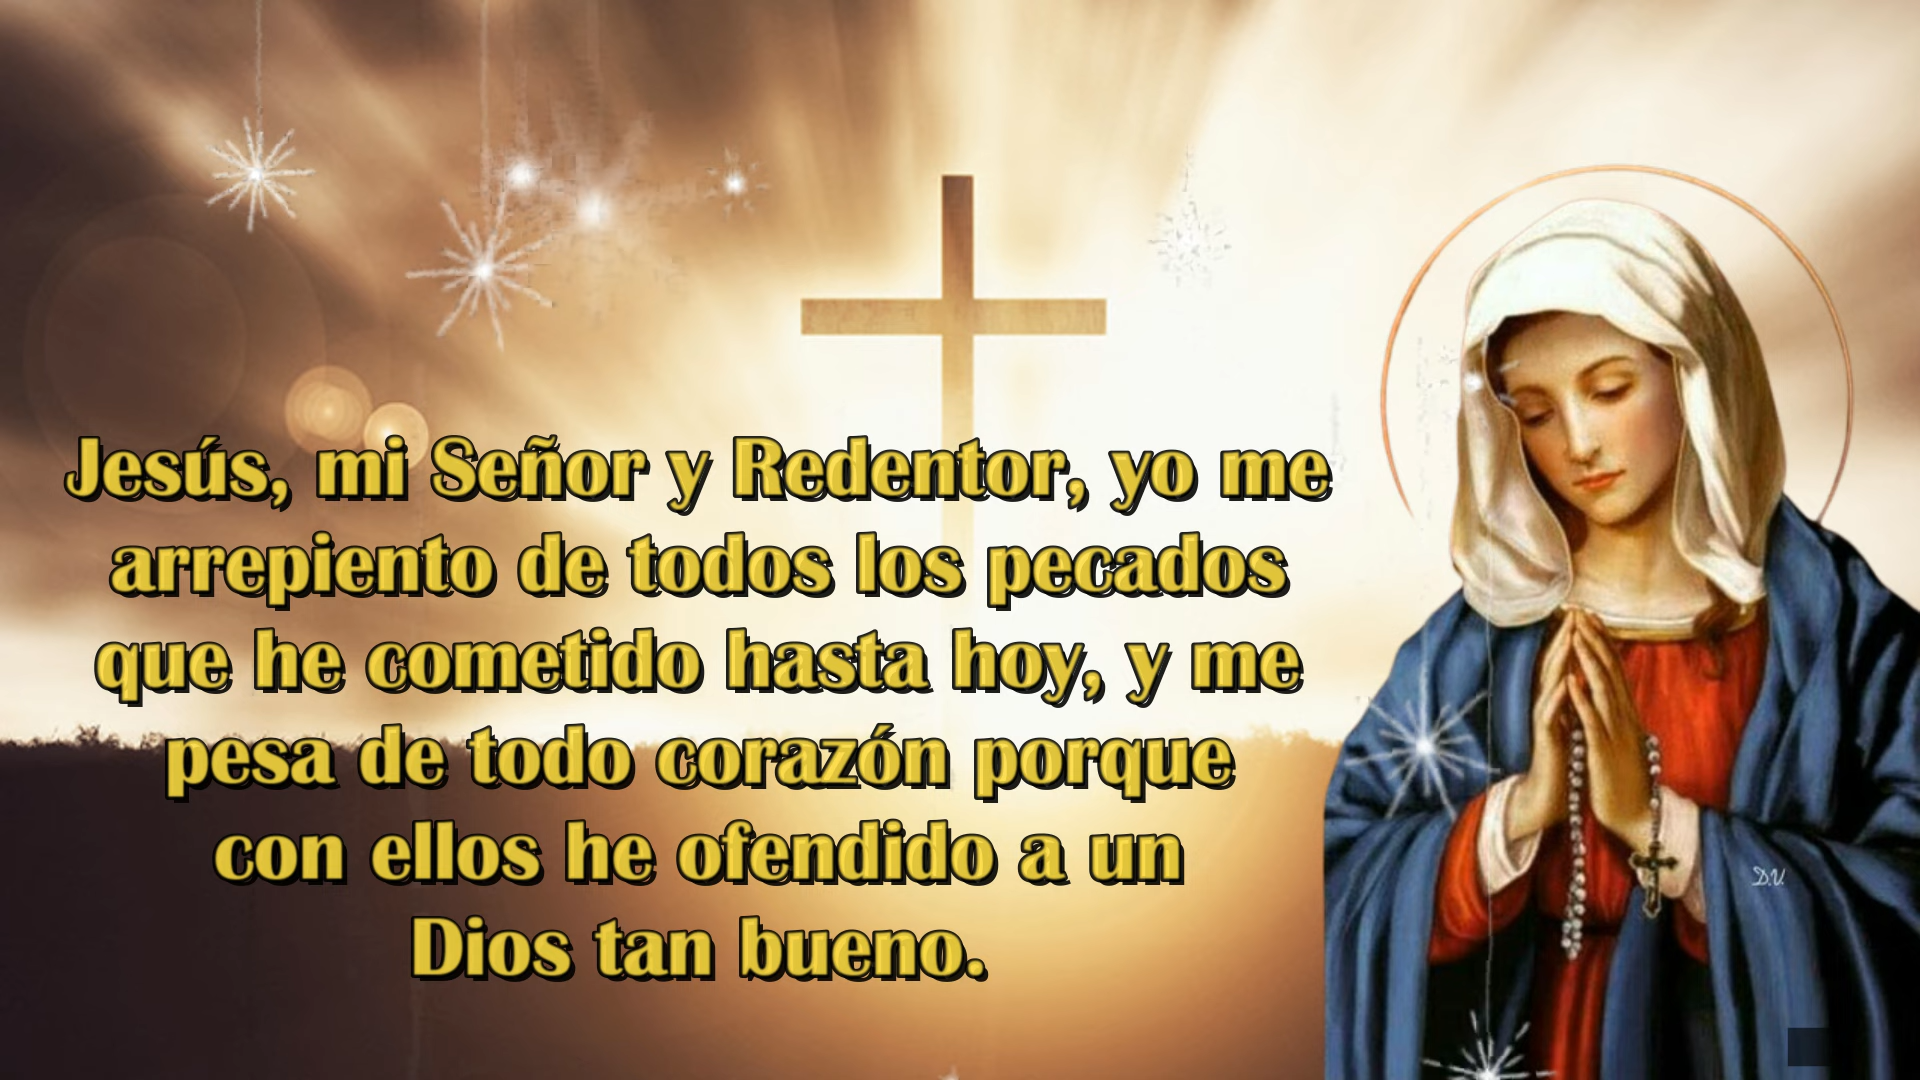 Jesús, mi Señor y Redentor, yo me
arrepiento de todos los pecados
que he cometido hasta hoy, y me
pesa de todo corazón porque
con ellos he ofendido a un
Dios tan bueno.
D.V.